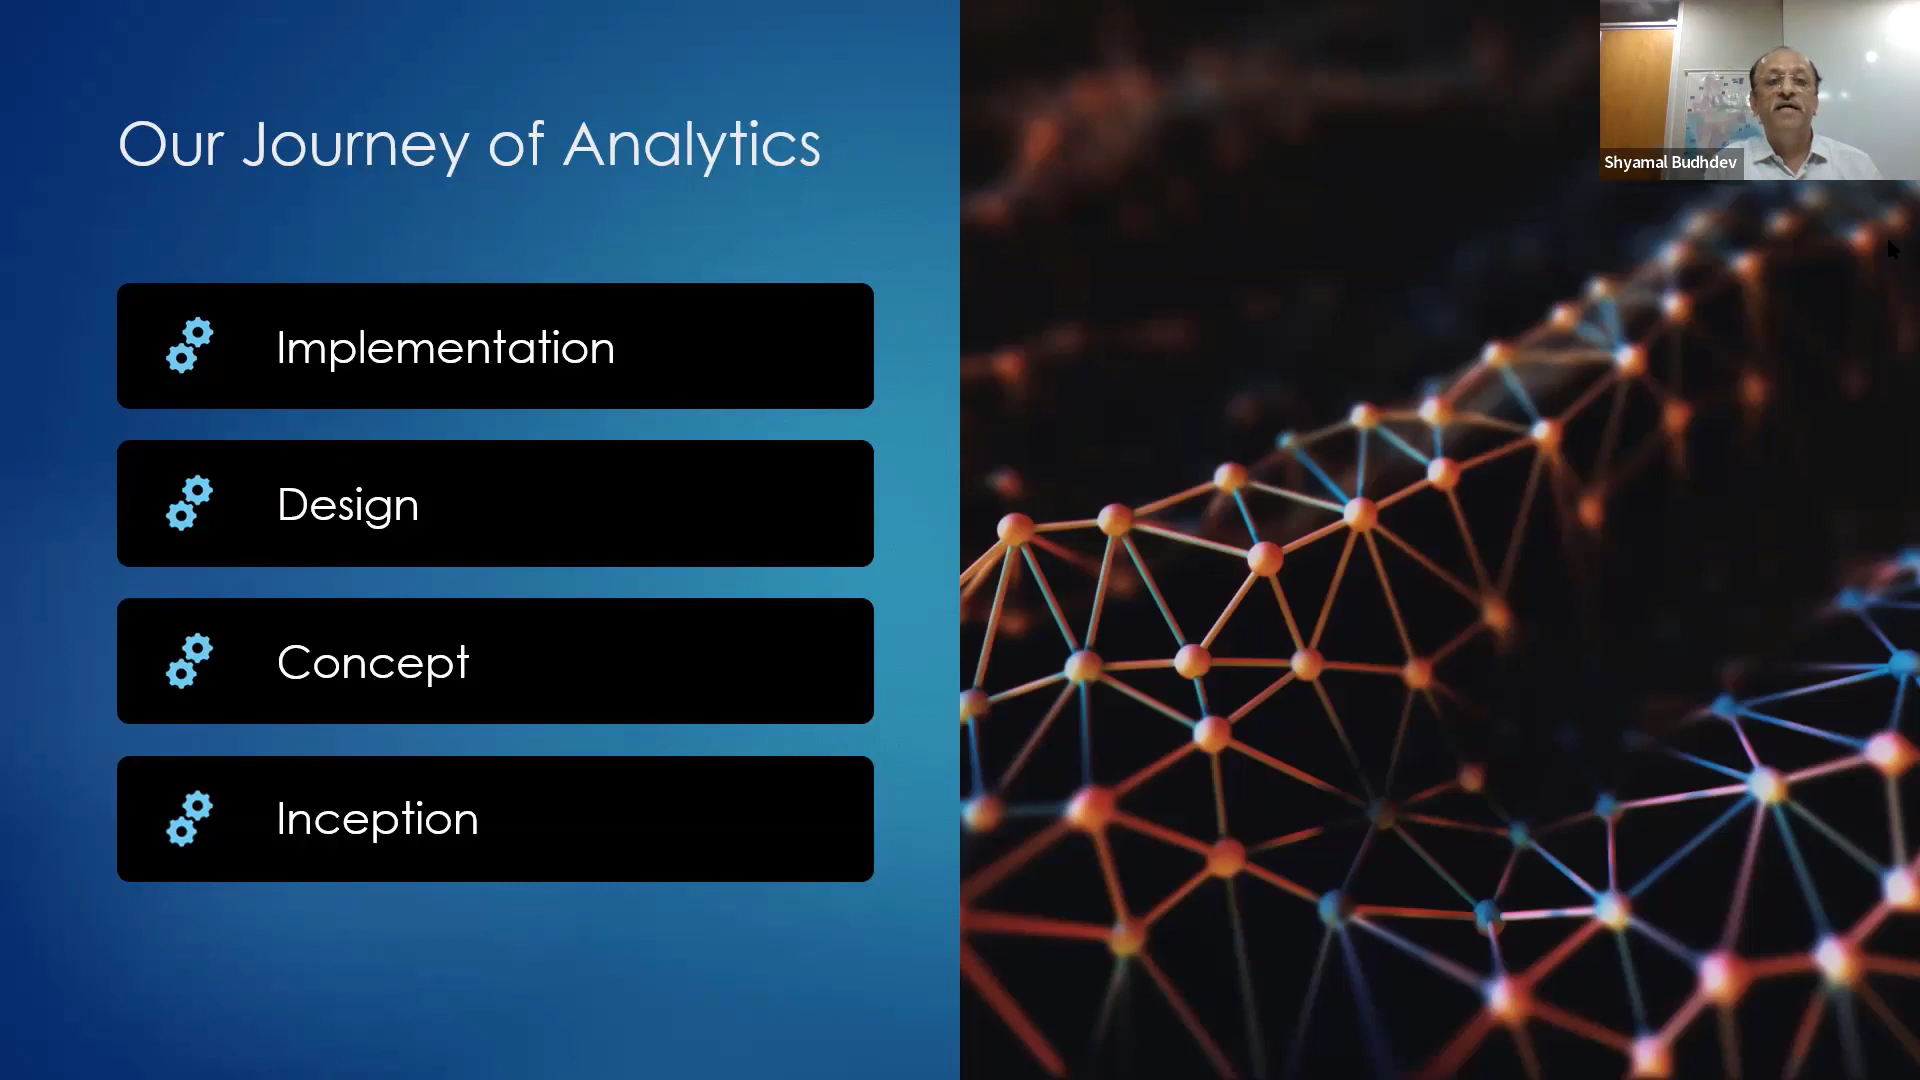 Our Journey of Analytics
Implementation
Design
Concept
Inception
Shyamal Budhdev